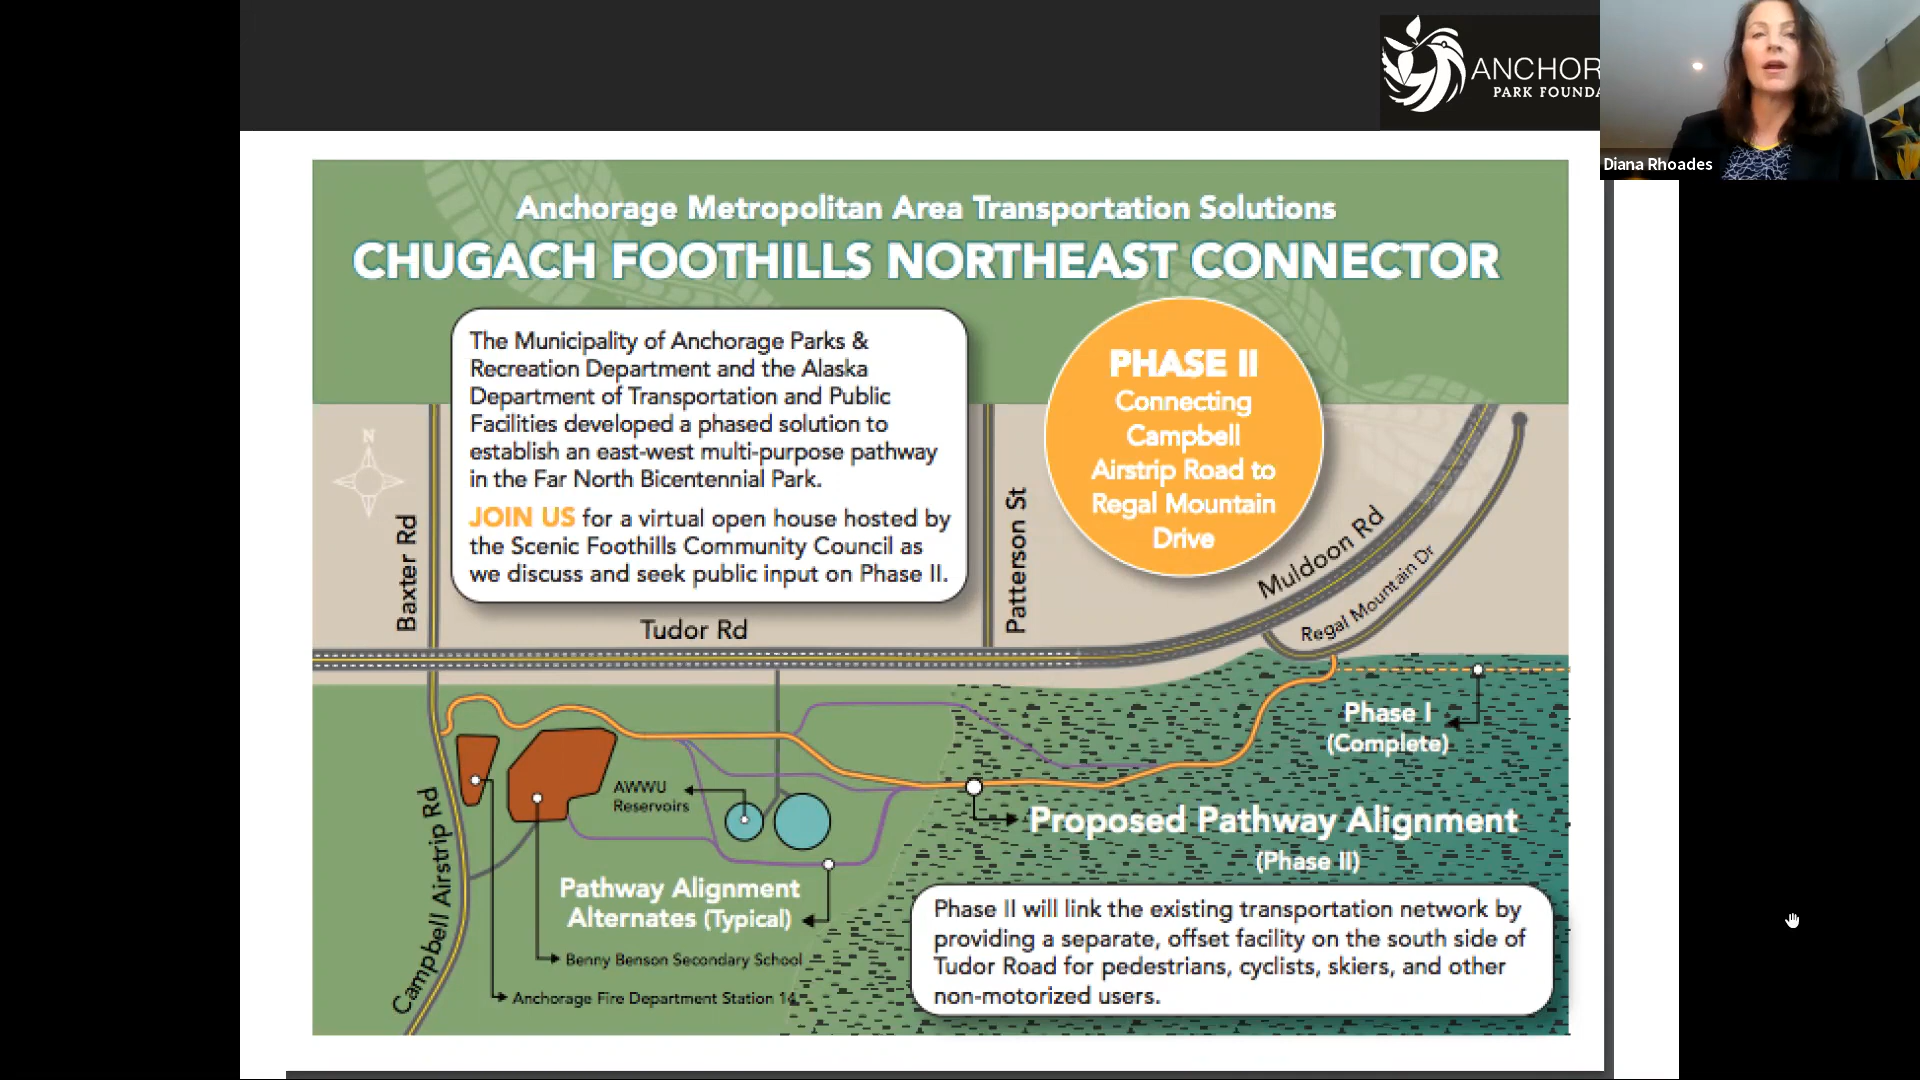 ANCHOR
PARK FOUNDA
Diana Rhoades
Anchorage Metropolitan Area Transportation Solutions
CHUGACH FOOTHILLS NORTHEAST CONNECTOR
The Municipality of Anchorage Parks &
Recreation Department and the Alaska
Department of Transportation and Public
Facilities developed a phased solution to
establish an east-west multi-purpose pathway
in the Far North Bicentennial Park.
JOIN US for a virtual open house hosted by
the Scenic Foothills Community Council as
we discuss and seek public input on Phase II.
PHASE II
Connecting
Campbell
Airstrip Road to
Regal Mountain
Drive
N
Baxter Rd
Tudor Rd
Patterson St
Muldoon Rd
Regal Mountain Dr
Phase I
(Complete)
AWWU
Reservoirs
Campbell Airstrip Rd
Proposed Pathway Alignment
(Phase II)
Pathway Alignment
Alternates (Typical)
Benny Benson Secondary School
Anchorage Fire Department Station 14
Phase II will link the existing transportation network by
providing a separate, offset facility on the south side of
Tudor Road for pedestrians, cyclists, skiers, and other
non-motorized users.